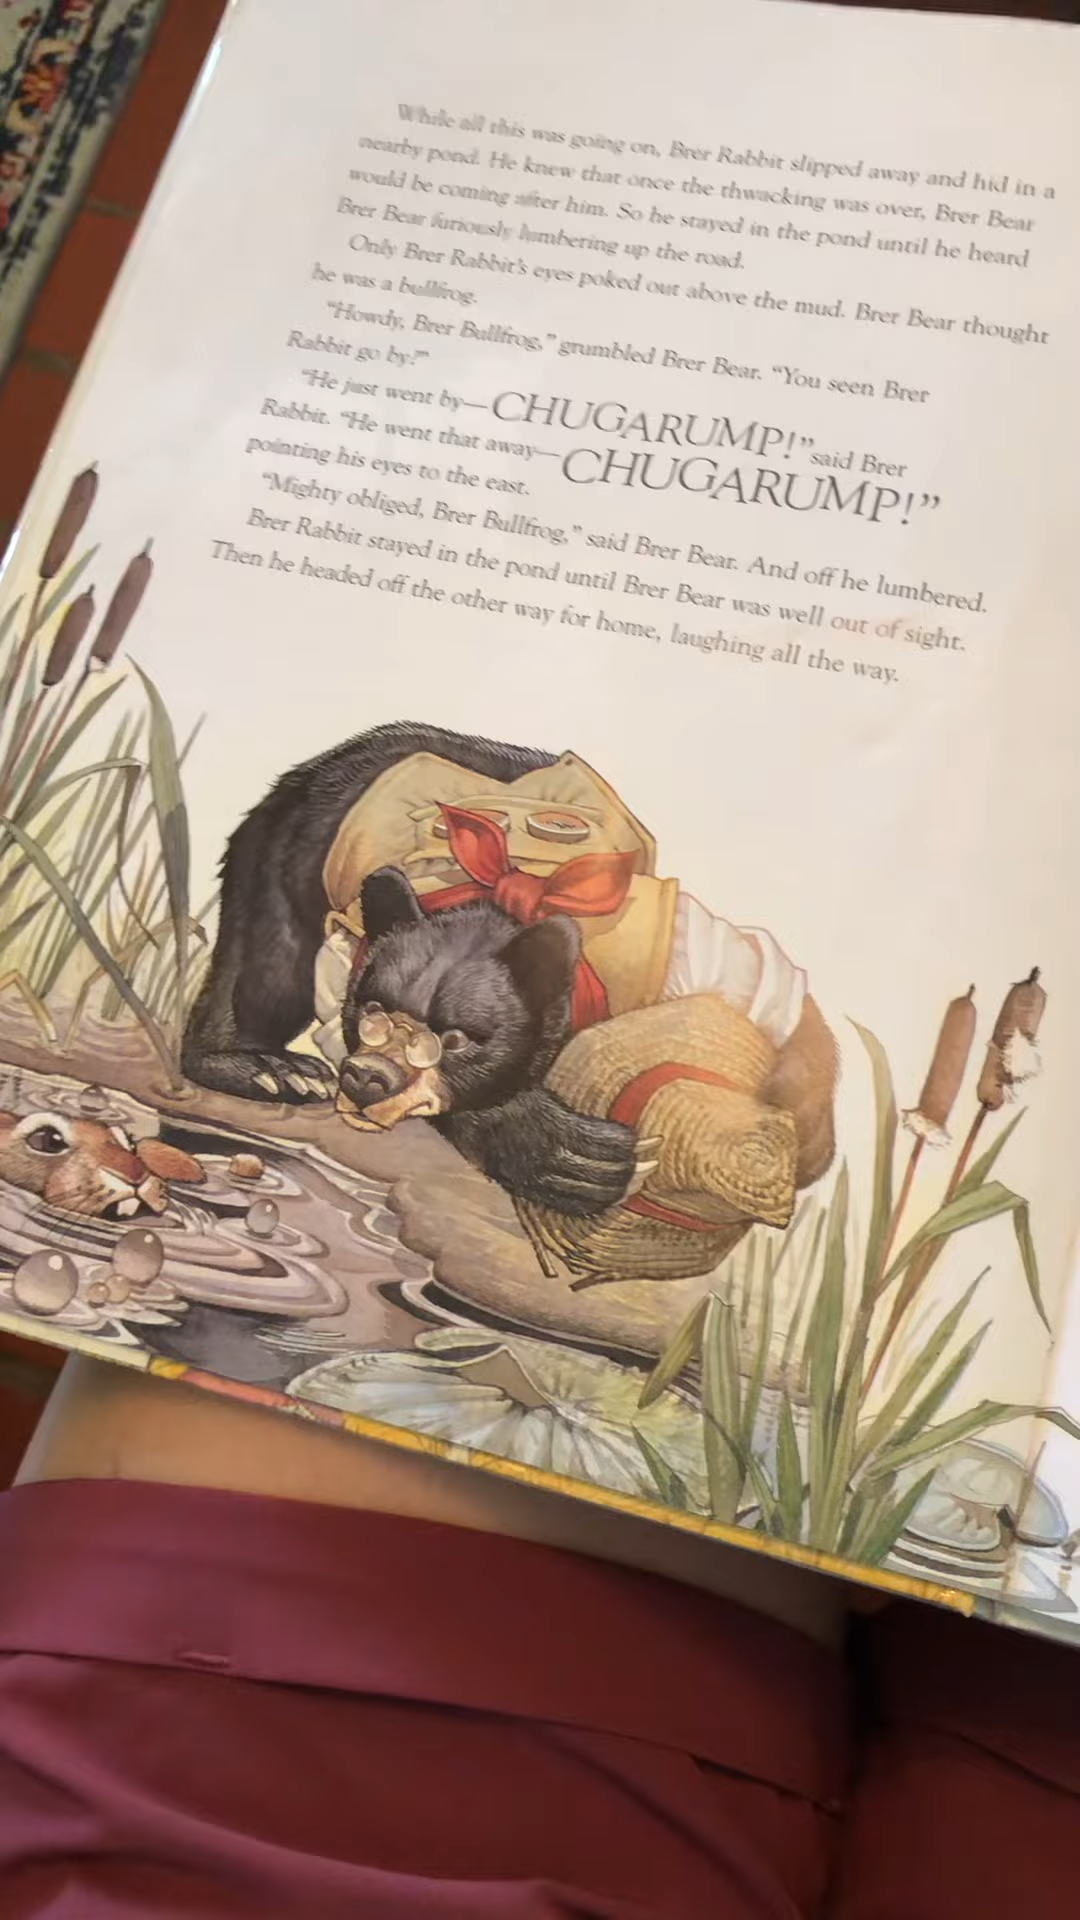 While all this was going on, Brer Rabbit slipped away and hid in a
nearby pond. He knew that once the thwacking was over, Brer Bear
would be coming after him. So he stayed in the pond until he heard
Brer Bear furiously lumbering up the road.
Only Brer Rabbit's eyes poked out above the mud. Brer Bear thought
he was a bullfrog.
"Howdy, Brer Bullfrog," grumbled Brer Bear. "You seen Brer
Rabbit go by?"
"He just went by—CHUGARUMP!" said Brer
Rabbit. "He went that away—CHUGARUMP!"
pointing his eyes to the east.
"Mighty obliged, Brer Bullfrog," said Brer Bear. And off he lumbered.
Brer Rabbit stayed in the pond until Brer Bear was well out of sight.
Then he headed off the other way for home, laughing all the way.